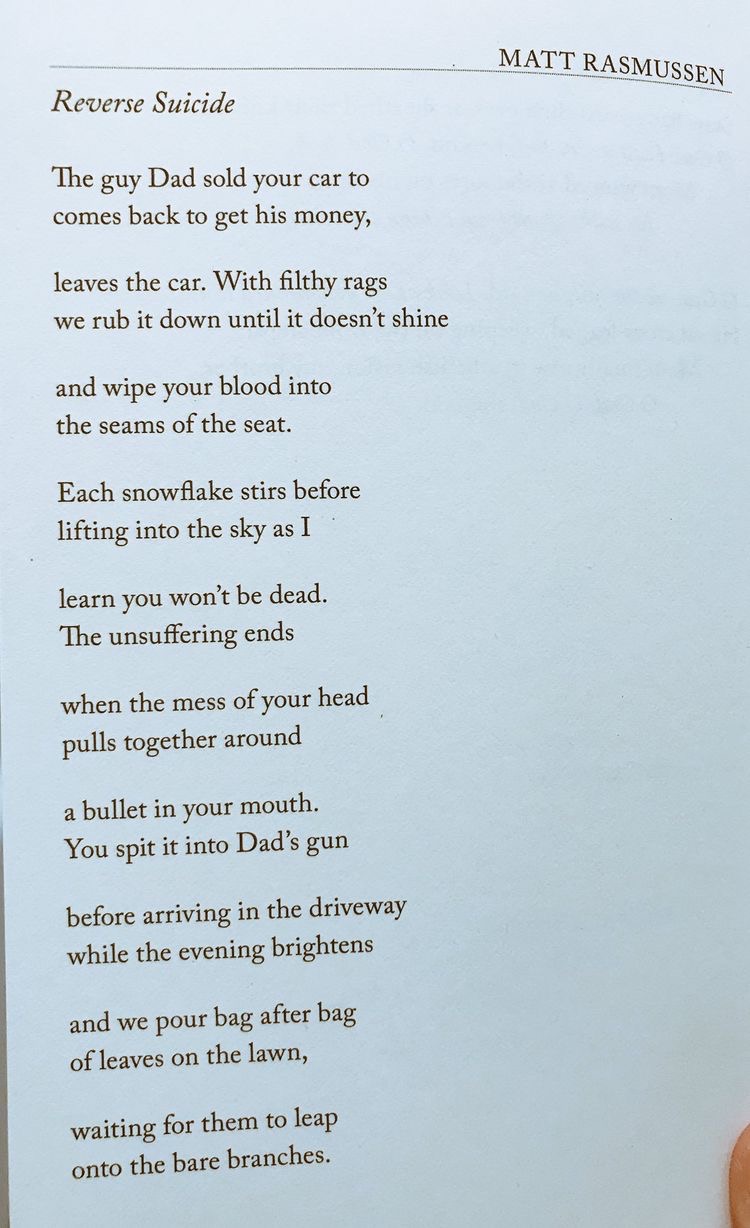 MATT RASMUSSEN
Reverse Suicide
The guy Dad sold your car to
comes back to get his money,
leaves the car. With filthy rags
we rub it down until it doesn't shine
and wipe your blood into
the seams of the seat.
Each snowflake stirs before
lifting into the sky as I
learn you won't be dead.
The unsuffering ends
when the mess of your head
pulls together around
a bullet in your mouth.
You spit it into Dad's gun
before arriving in the driveway
while the evening brightens
and we pour bag after bag
of leaves on the lawn,
waiting for them to leap
onto the bare branches.